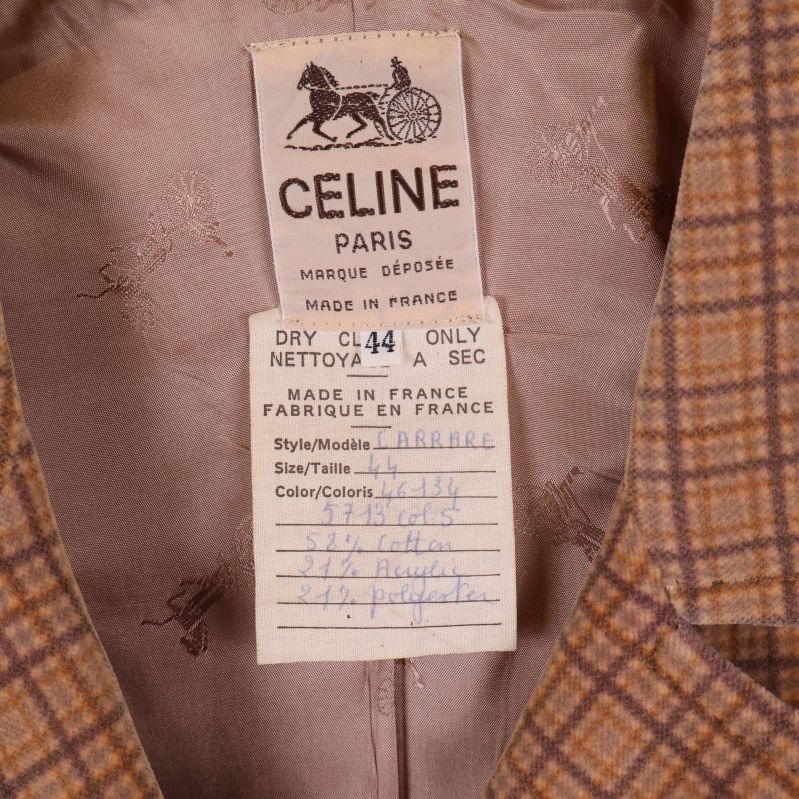 CELINE
PARIS
MARQUE DÉPOSÉE
MADE IN FRANCE
44
DRY CL ONLY
NETTOYA A SEC
MADE IN FRANCE
FABRIQUE EN FRANCE
Style/Modèle CARRARE
Size/Taille 44
Color/Coloris 46134
5713 col 5
58% Cotton
21% Acrylic
21% polyester